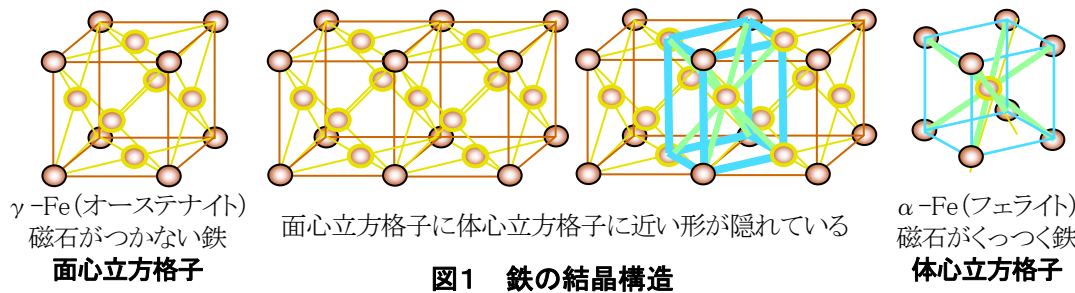 γ-Fe(オーステナイト)
磁石がつかない鉄
面心立方格子
面心立方格子に体心立方格子に近い形が隠れている
α-Fe(フェライト)
磁石がくっつく鉄
体心立方格子
図1 鉄の結晶構造